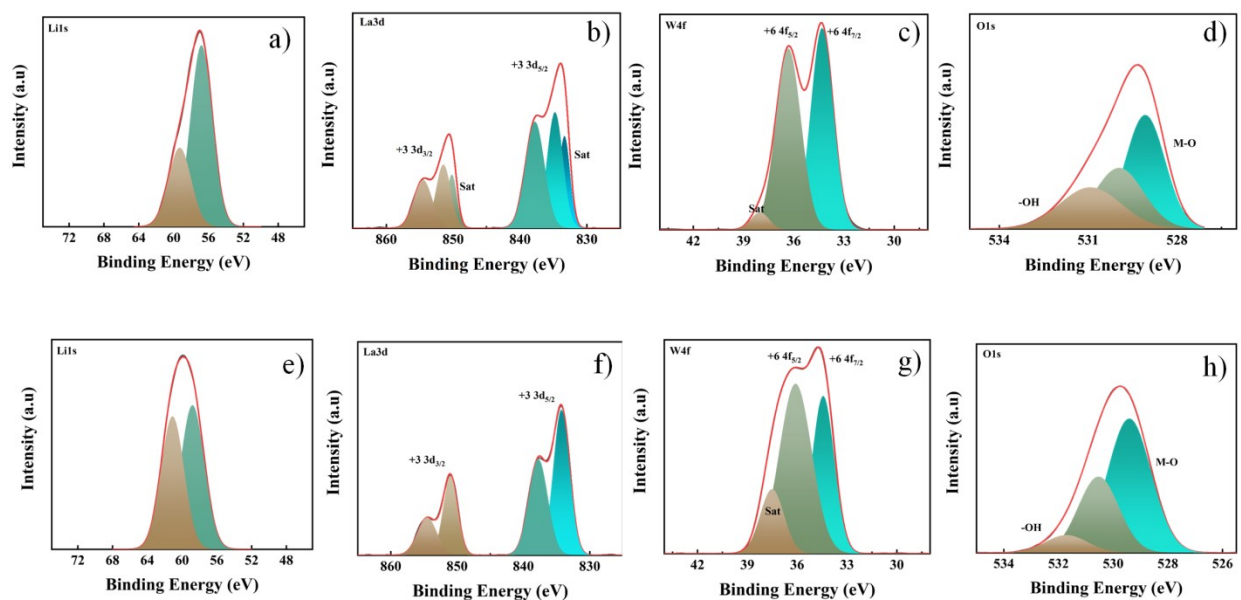 Li1s
a)
Intensity (a.u)
72 68 64 60 56 52 48
Binding Energy (eV)
La3d
b)
+3 3d5/2
+3 3d3/2
Sat
Sat
Intensity (a.u)
860 850 840 830
Binding Energy (eV)
W4f
c)
+6 4f5/2
+6 4f7/2
Sat
Intensity (a.u)
42 39 36 33 30
Binding Energy (eV)
O1s
d)
M-O
-OH
Intensity (a.u)
534 531 528
Binding Energy (eV)
Li1s
e)
Intensity (a.u)
72 68 64 60 56 52 48
Binding Energy (eV)
La3d
f)
+3 3d5/2
+3 3d3/2
Intensity (a.u)
860 850 840 830
Binding Energy (eV)
W4f
g)
+6 4f5/2
+6 4f7/2
Sat
Intensity (a.u)
42 39 36 33 30
Binding Energy (eV)
O1s
h)
M-O
-OH
Intensity (a.u)
534 532 530 528 526
Binding Energy (eV)